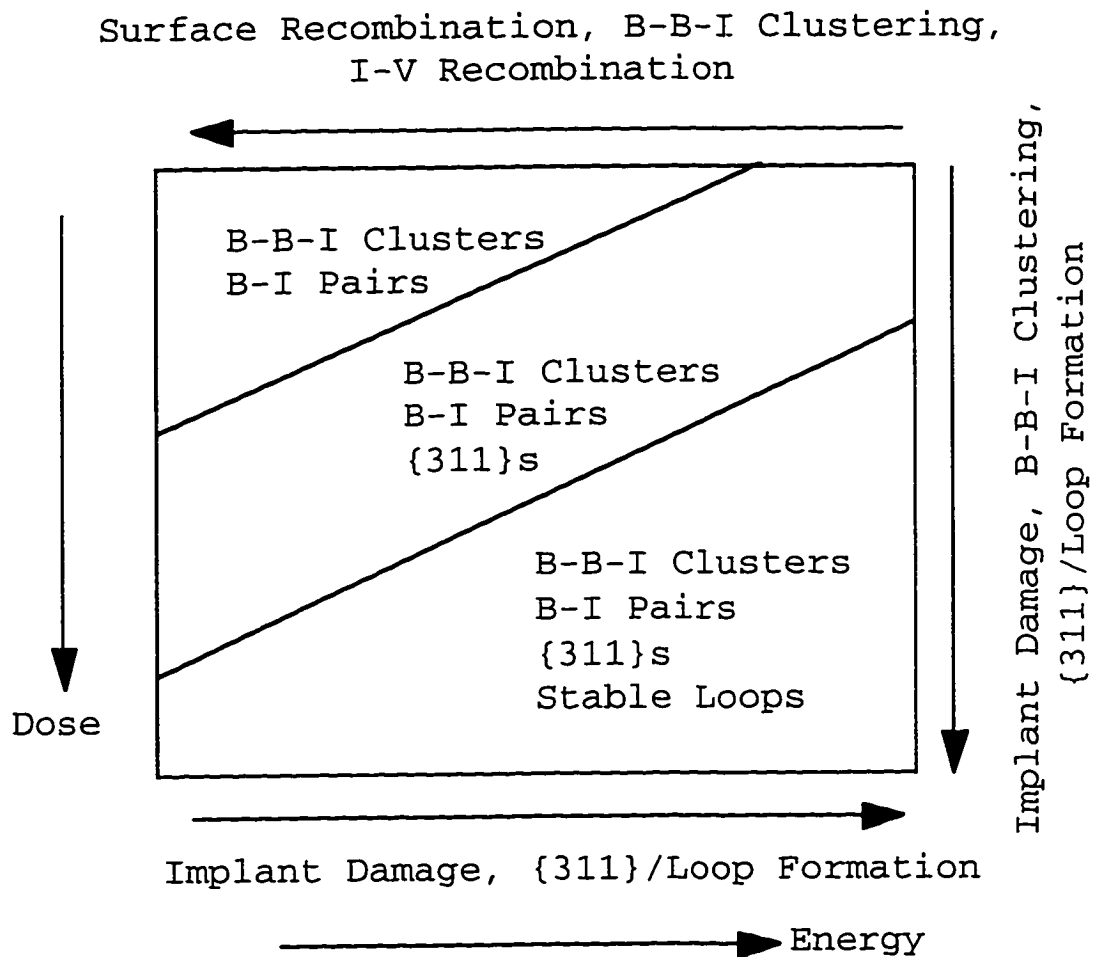 Surface Recombination, B-B-I Clustering,
I-V Recombination
B-B-I Clusters
B-I Pairs
B-B-I Clusters
B-I Pairs
{311}s
B-B-I Clusters
B-I Pairs
{311}s
Stable Loops
Dose
Implant Damage, B-B-I Clustering,
{311}/Loop Formation
Implant Damage, {311}/Loop Formation
Energy